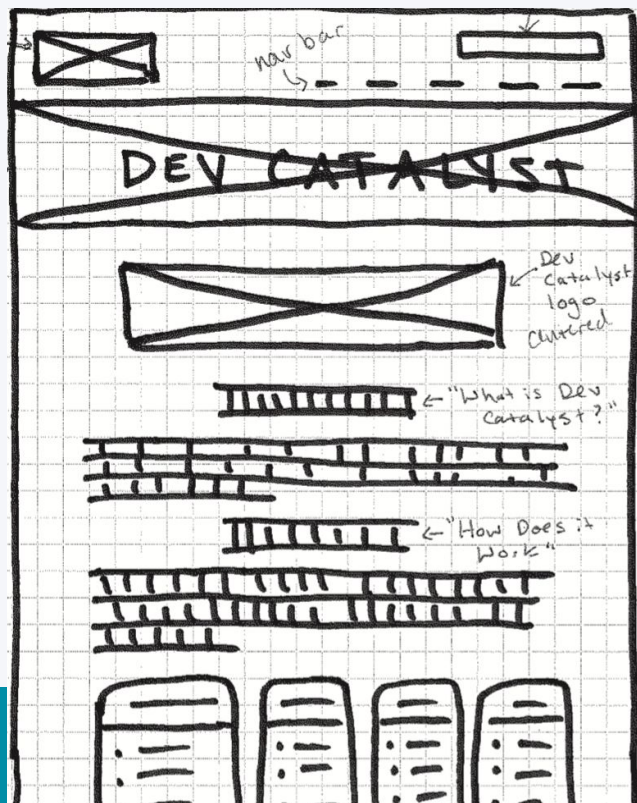 nav bar
DEV CATALYST
Dev
Catalyst
logo
centered
"What is Dev
Catalyst?"
"How Does it
Work"